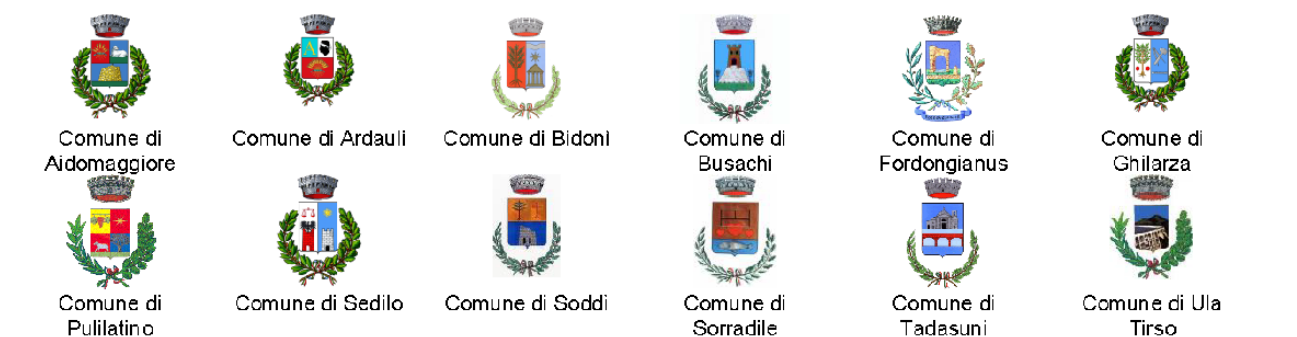 Comune di
Aidomaggiore
Comune di Ardauli
Comune di Bidonì
Comune di
Busachi
Comune di
Fordongianus
Comune di
Ghilarza
Comune di
Pulilatino
Comune di Sedilo
Comune di Soddì
Comune di
Sorradile
Comune di
Tadasuni
Comune di Ula
Tirso